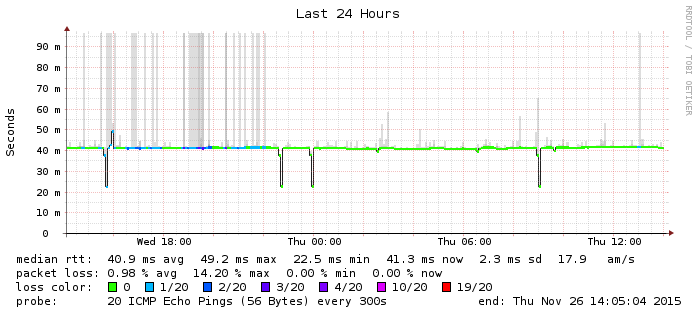 Last 24 Hours
RRDTOOL / TOBI OETIKER
Seconds
90 m
80 m
70 m
60 m
50 m
40 m
30 m
20 m
10 m
0
Wed 18:00 Thu 00:00 Thu 06:00 Thu 12:00
median rtt: 40.9 ms avg 49.2 ms max 22.5 ms min 41.3 ms now 2.3 ms sd 17.9 am/s
packet loss: 0.98 % avg 14.20 % max 0.00 % min 0.00 % now
loss color: 0 1/20 2/20 3/20 4/20 10/20 19/20
probe: 20 ICMP Echo Pings (56 Bytes) every 300s end: Thu Nov 26 14:05:04 2015